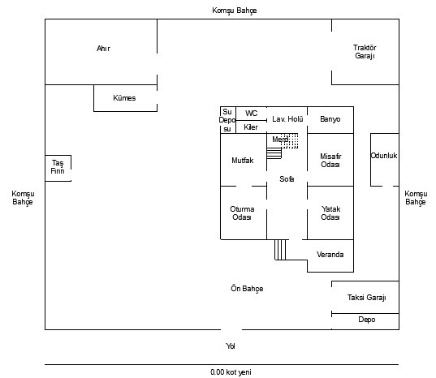 Komşu Bahçe
Ahır
Traktör
Garajı
Kümes
Su
Depo
su
WC
Kiler
Lav. Holü
Banyo
Merd
Mutfak
Misafir
Odası
Odunluk
Taş
Fırın
Sofa
Komşu
Bahçe
Komşu
Bahçe
Oturma
Odası
Yatak
Odası
Veranda
Ön Bahçe
Taksi Garajı
Depo
Yol
0.00 kot yeni